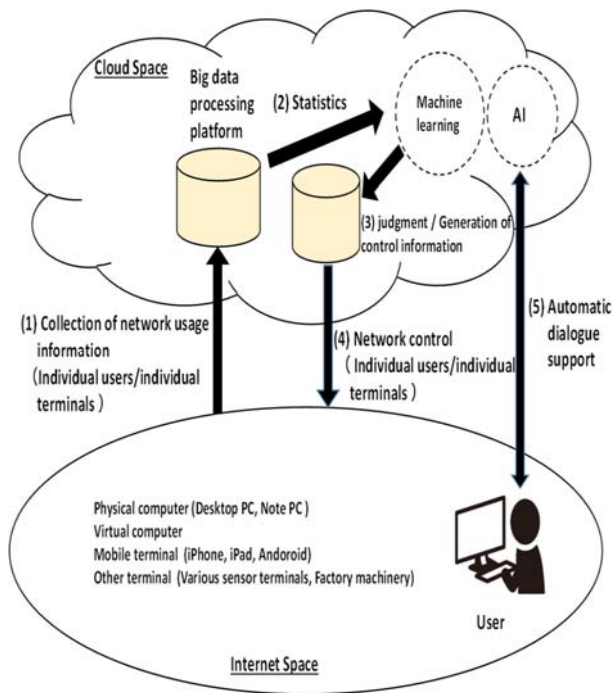 Cloud Space
Big data
processing
platform
(2) Statistics
Machine
learning
AI
(3) judgment / Generation of
control information
(1) Collection of network usage
information
(Individual users/individual
terminals )
(4) Network control
( Individual users/individual
terminals )
(5) Automatic
dialogue
support
Physical computer (Desktop PC, Note PC )
Virtual computer
Mobile terminal (iPhone, iPad, Andoroid)
Other terminal (Various sensor terminals, Factory machinery)
User
Internet Space